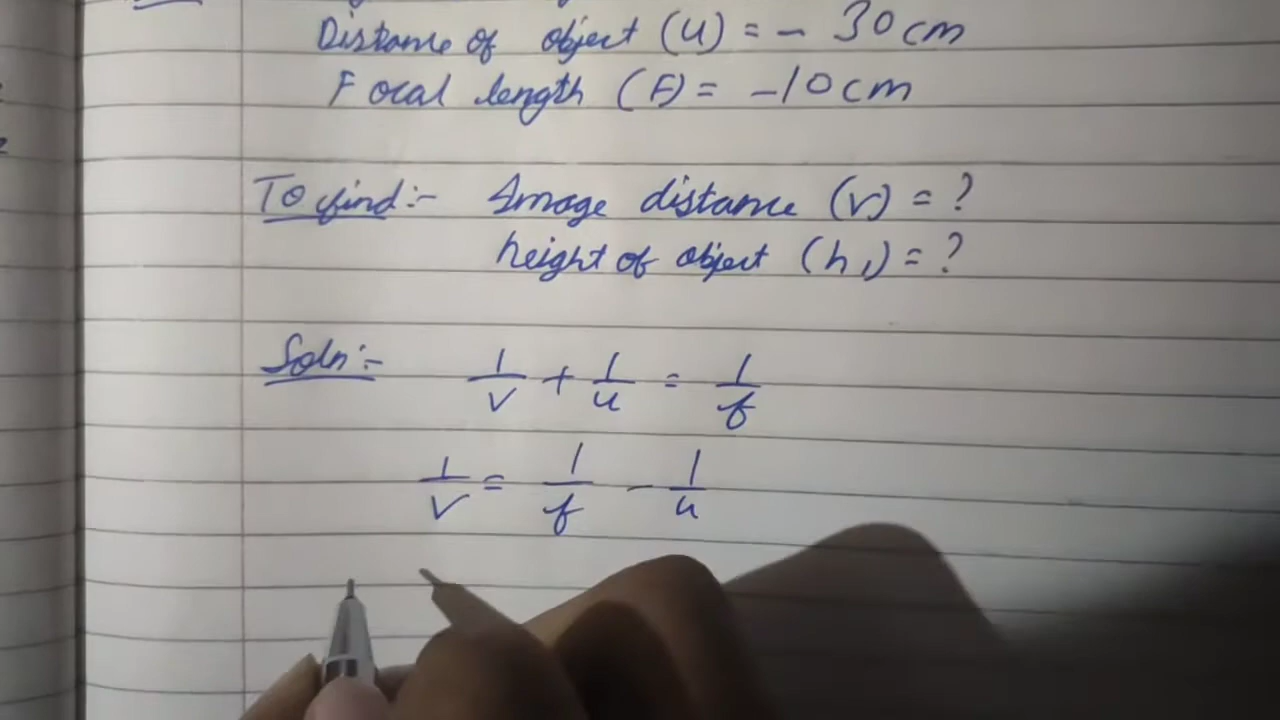 Distance of object (u) = - 30 cm
Focal length (F) = -10 cm
To find:- Image distance (v) = ?
height of object (h1) = ?
Soln:- 1/v + 1/u = 1/f
1/v = 1/f - 1/u